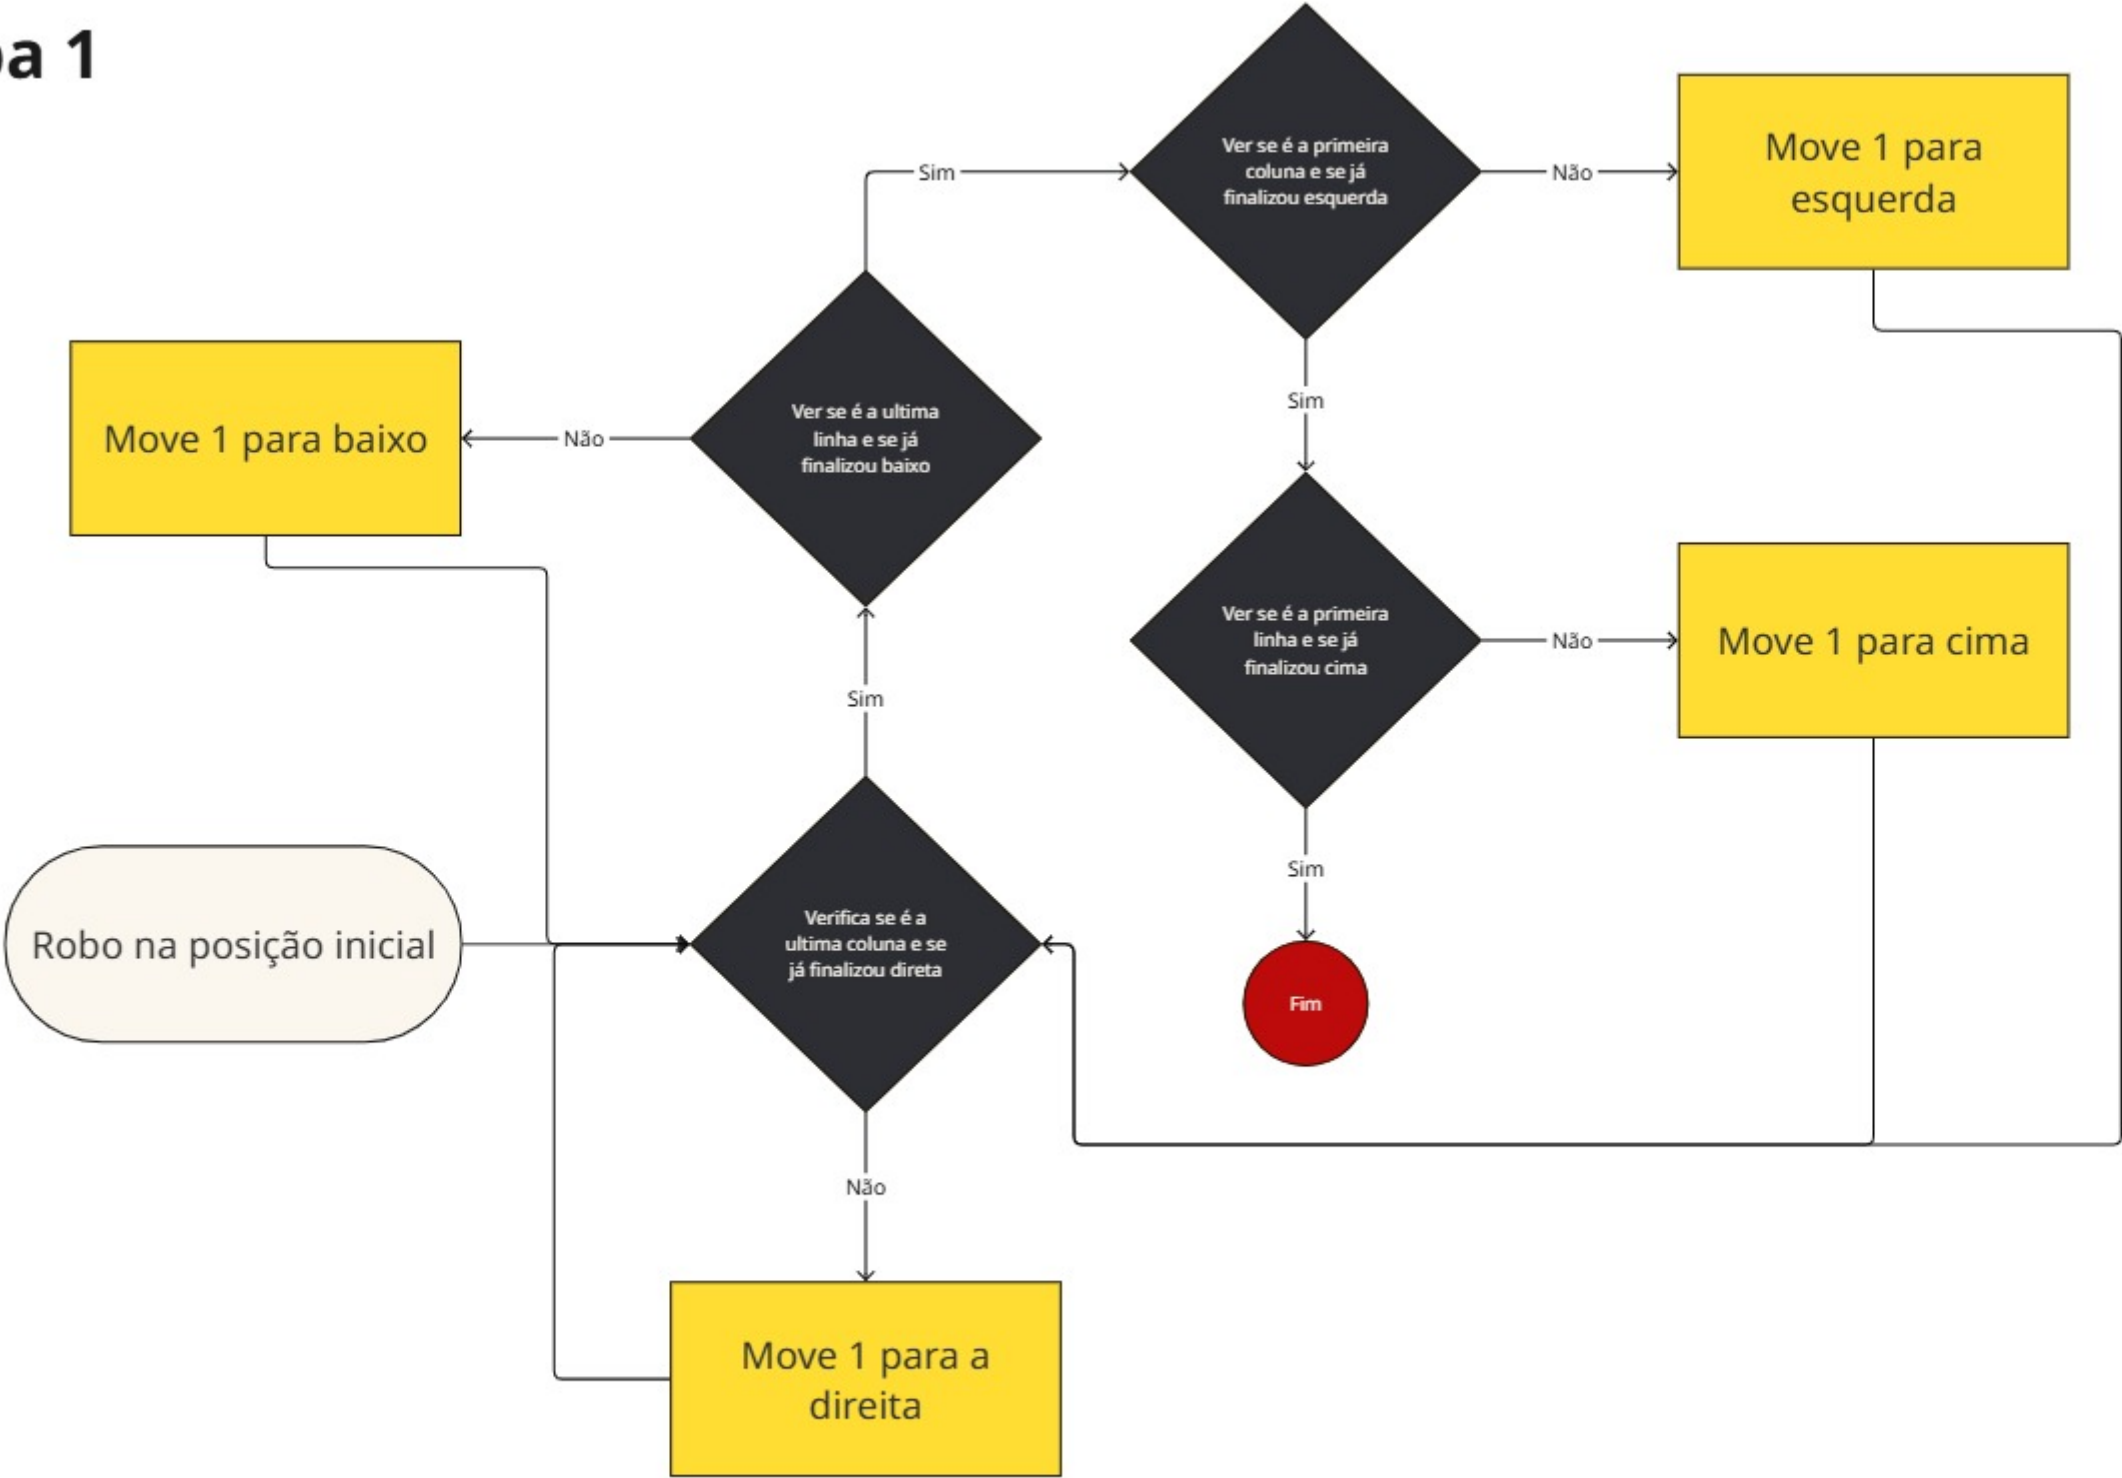 a 1
Ver se é a primeira
coluna e se já
finalizou esquerda
Move 1 para
esquerda
Sim
Não
Ver se é a ultima
linha e se já
finalizou baixo
Move 1 para baixo
Não
Sim
Ver se é a primeira
linha e se já
finalizou cima
Não
Move 1 para cima
Sim
Sim
Robo na posição inicial
Verifica se é a
ultima coluna e se
já finalizou direta
Fim
Não
Move 1 para a
direita